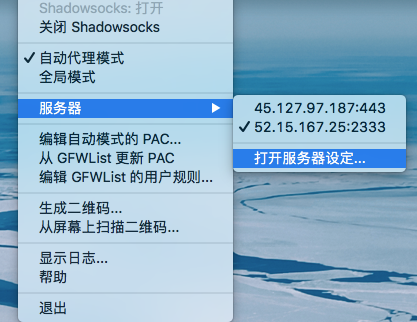 Shadowsocks: 打开
关闭 Shadowsocks
自动代理模式
全局模式
服务器
45.127.97.187:443
52.15.167.25:2333
打开服务器设定...
编辑自动模式的 PAC...
从 GFWList 更新 PAC
编辑 GFWList 的用户规则...
生成二维码...
从屏幕上扫描二维码...
显示日志...
帮助
退出